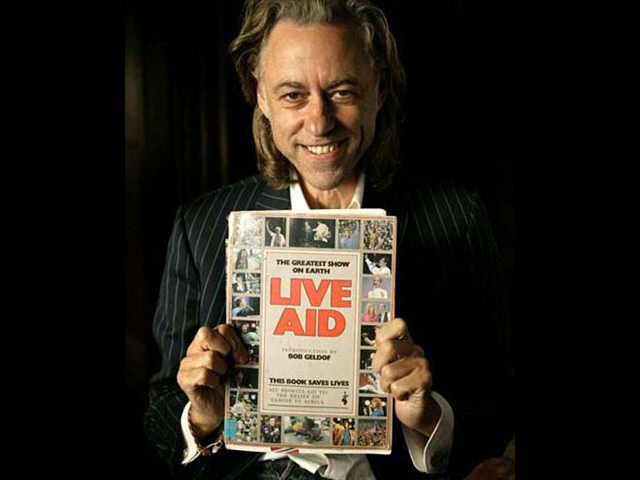 THE GREATEST SHOW
ON EARTH
LIVE
AID
INTRODUCTION BY
BOB GELDOF
THIS BOOK SAVES LIVES
ALL PROFITS GO TO
THE RELIEF OF
FAMINE IN AFRICA